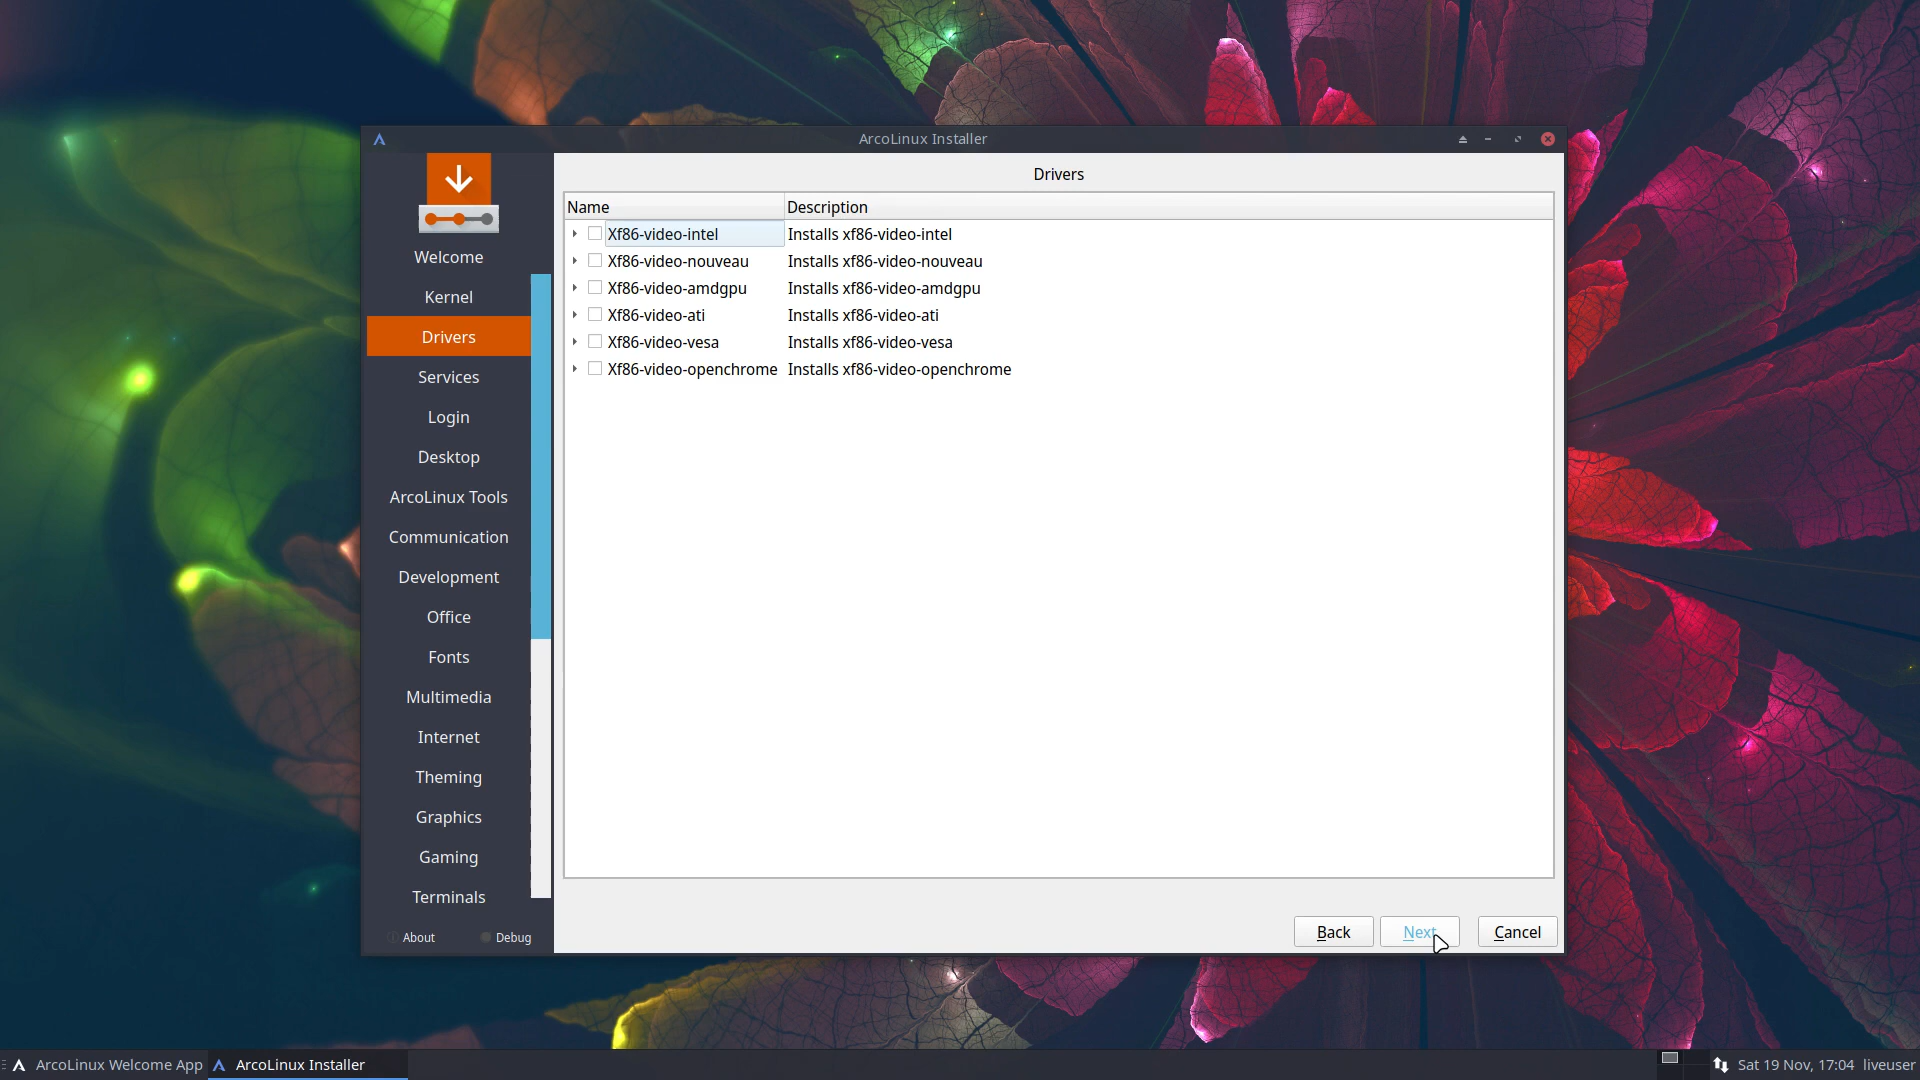 ArcoLinux Installer
Welcome
Kernel
Drivers
Services
Login
Desktop
ArcoLinux Tools
Communication
Development
Office
Fonts
Multimedia
Internet
Theming
Graphics
Gaming
Terminals
About Debug
Drivers
Name Description
Xf86-video-intel Installs xf86-video-intel
Xf86-video-nouveau Installs xf86-video-nouveau
Xf86-video-amdgpu Installs xf86-video-amdgpu
Xf86-video-ati Installs xf86-video-ati
Xf86-video-vesa Installs xf86-video-vesa
Xf86-video-openchrome Installs xf86-video-openchrome
Back Next Cancel
ArcoLinux Welcome App ArcoLinux Installer Sat 19 Nov, 17:04 liveuser